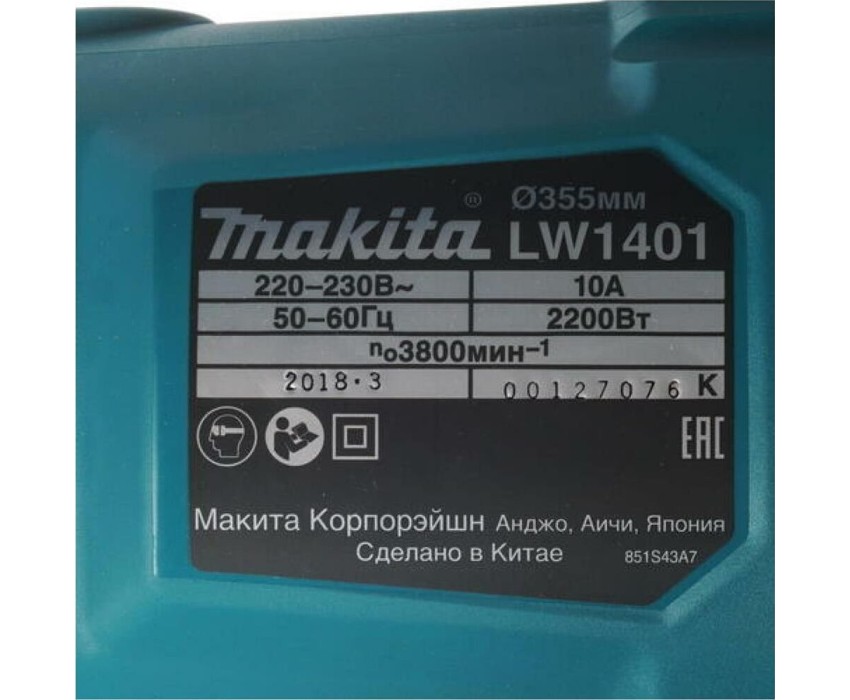 Makita® Ø355мм
LW1401
220–230В~ 10А
50–60Гц 2200Вт
n₀3800мин⁻¹
2018·3 00127076 K
EAC
Макита Корпорэйшн Анджо, Аичи, Япония
Сделано в Китае 851S43A7